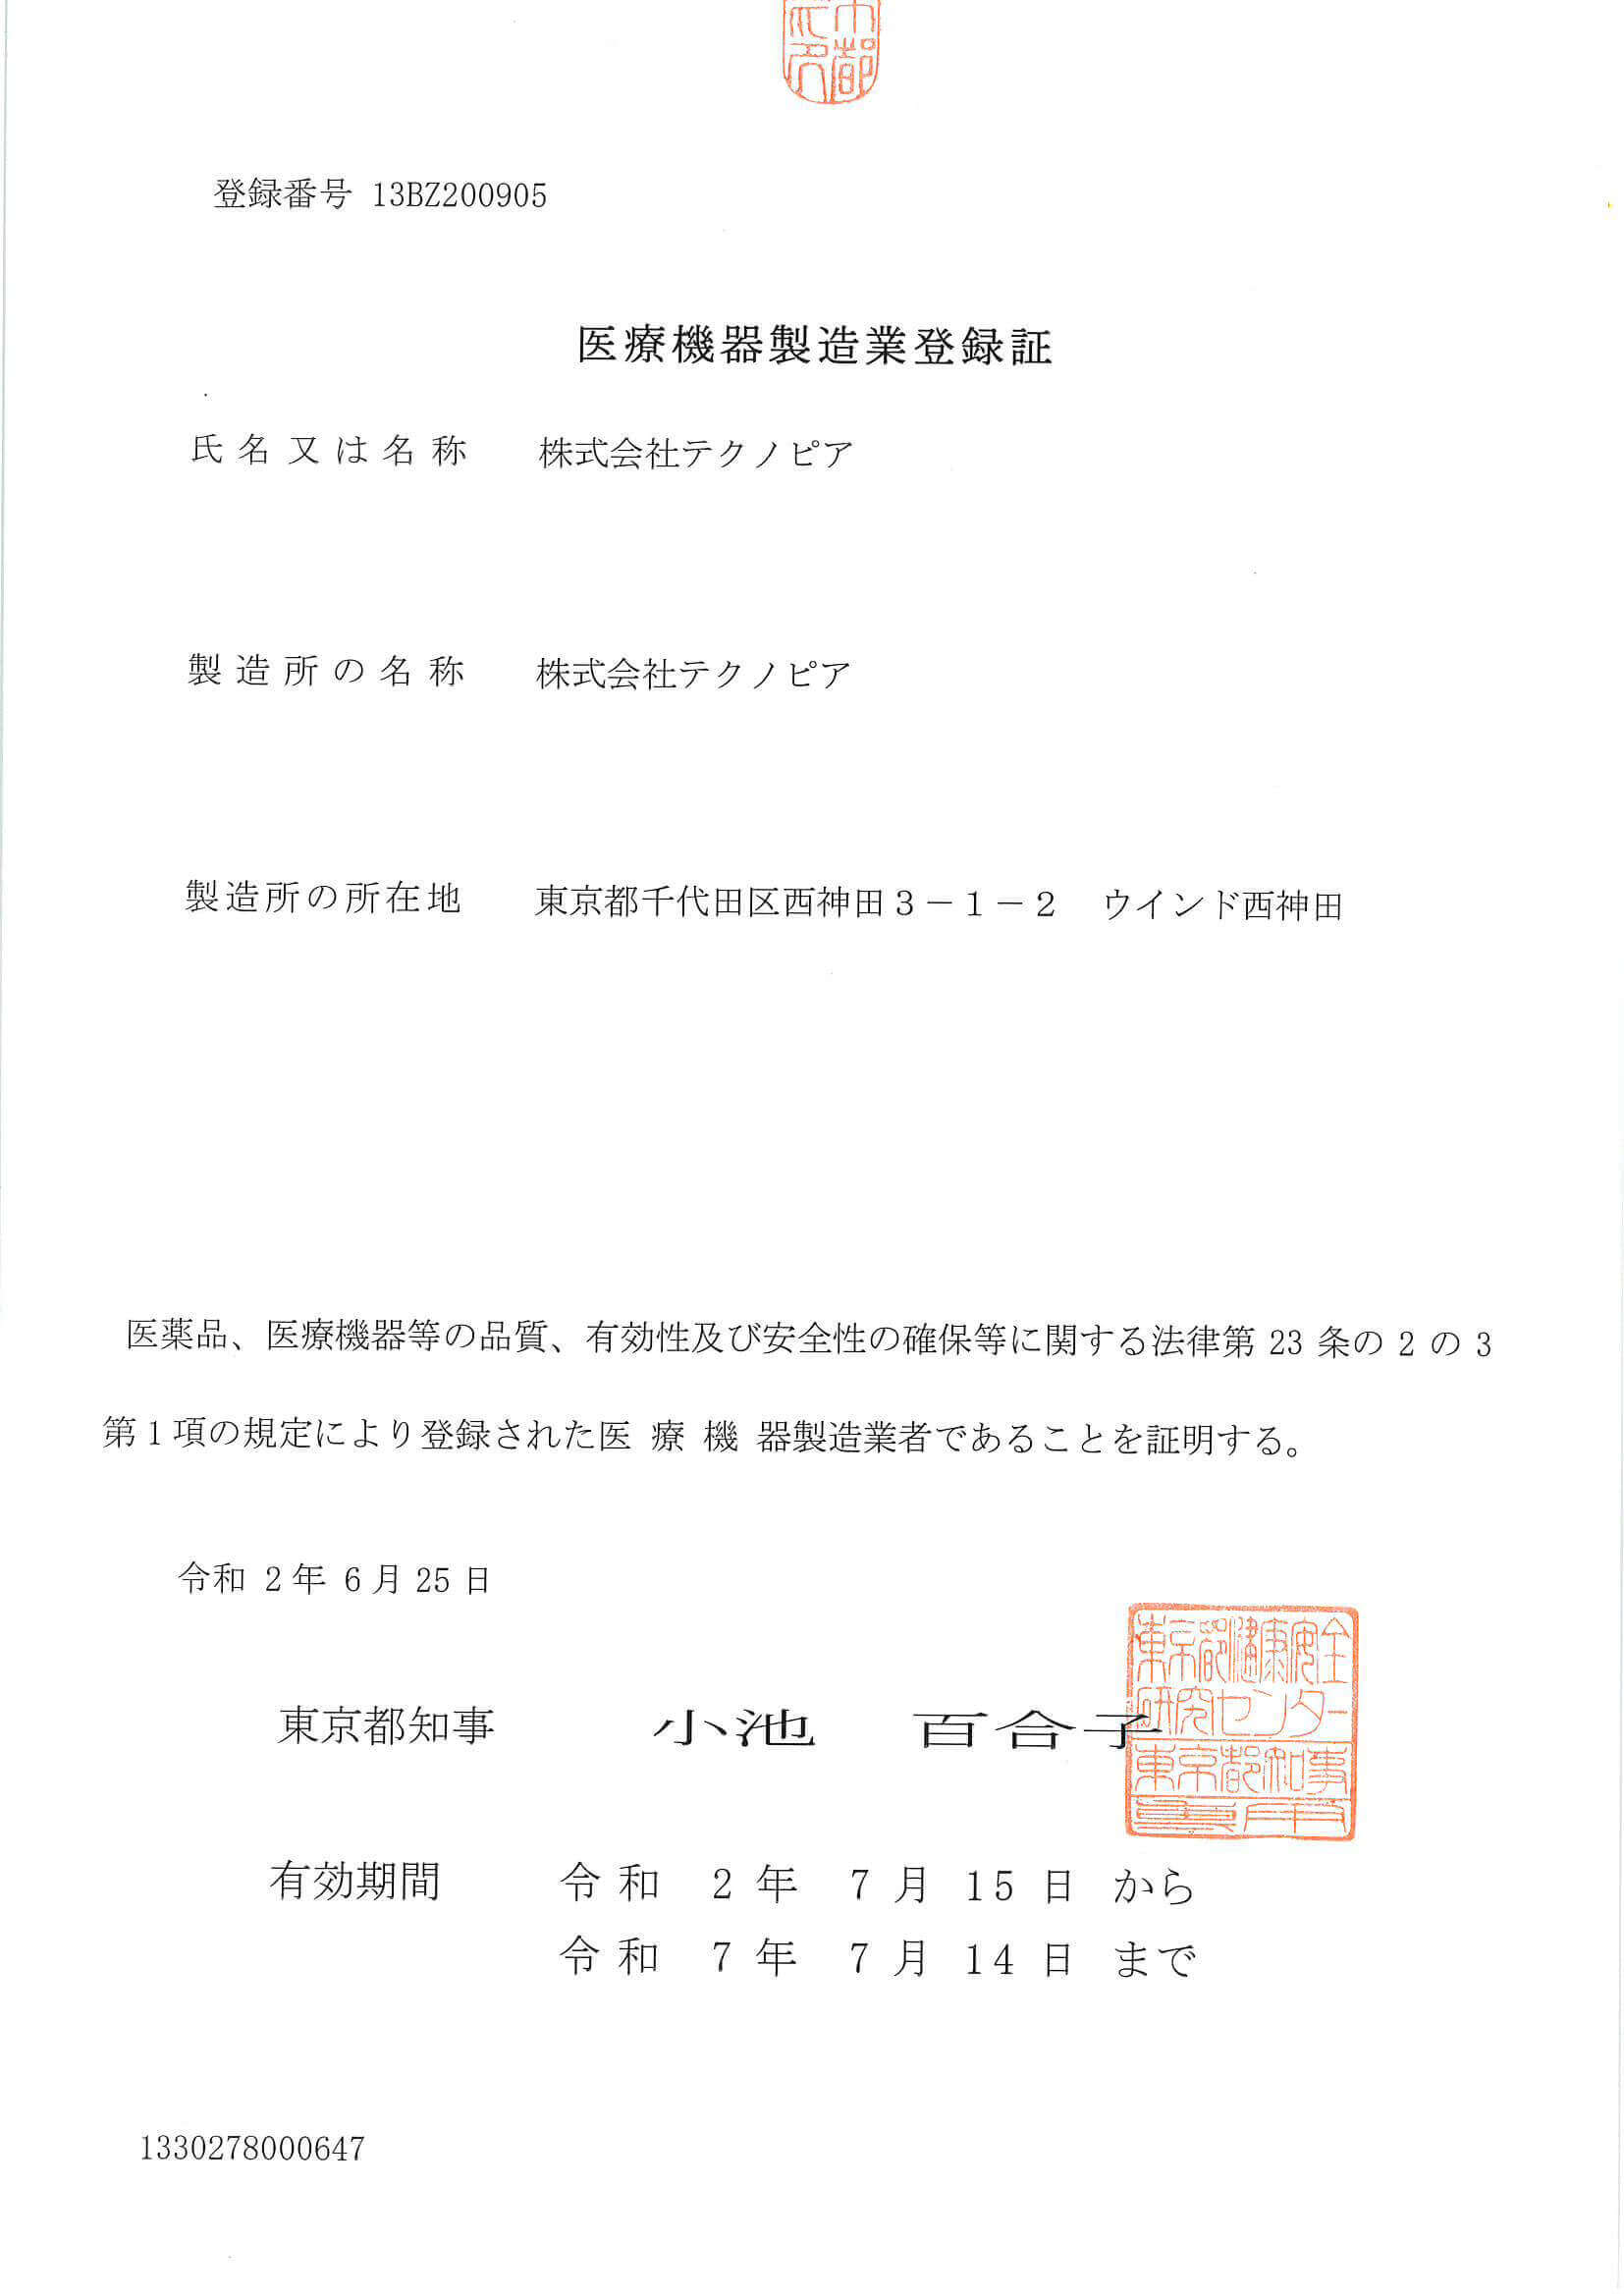 登録番号 13BZ200905
医療機器製造業登録証
氏名又は名称 株式会社テクノピア
製造所の名称 株式会社テクノピア
製造所の所在地 東京都千代田区西神田3-1-2 ウインド西神田
医薬品、医療機器等の品質、有効性及び安全性の確保等に関する法律第 23 条の 2 の 3
第1項の規定により登録された医 療 機 器製造業者であることを証明する。
令和 2年 6月 25 日
東京都知事 小池 百合子
東京都健康安全
研究センター
東京都知事
有効期間 令和 2年 7月 15日 から
令和 7年 7月 14日 まで
1330278000647